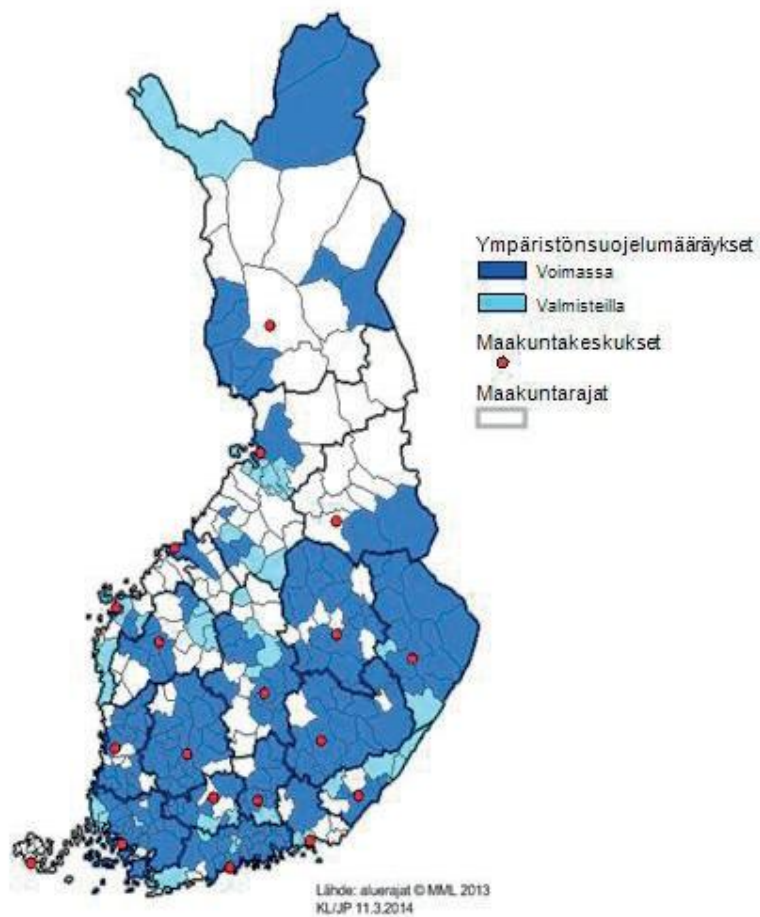 Ympäristönsuojelumääräykset
Voimassa
Valmisteilla
Maakuntakeskukset
Maakuntarajat
Lähde: aluerajat © MML 2013
KL/JP 11.3.2014